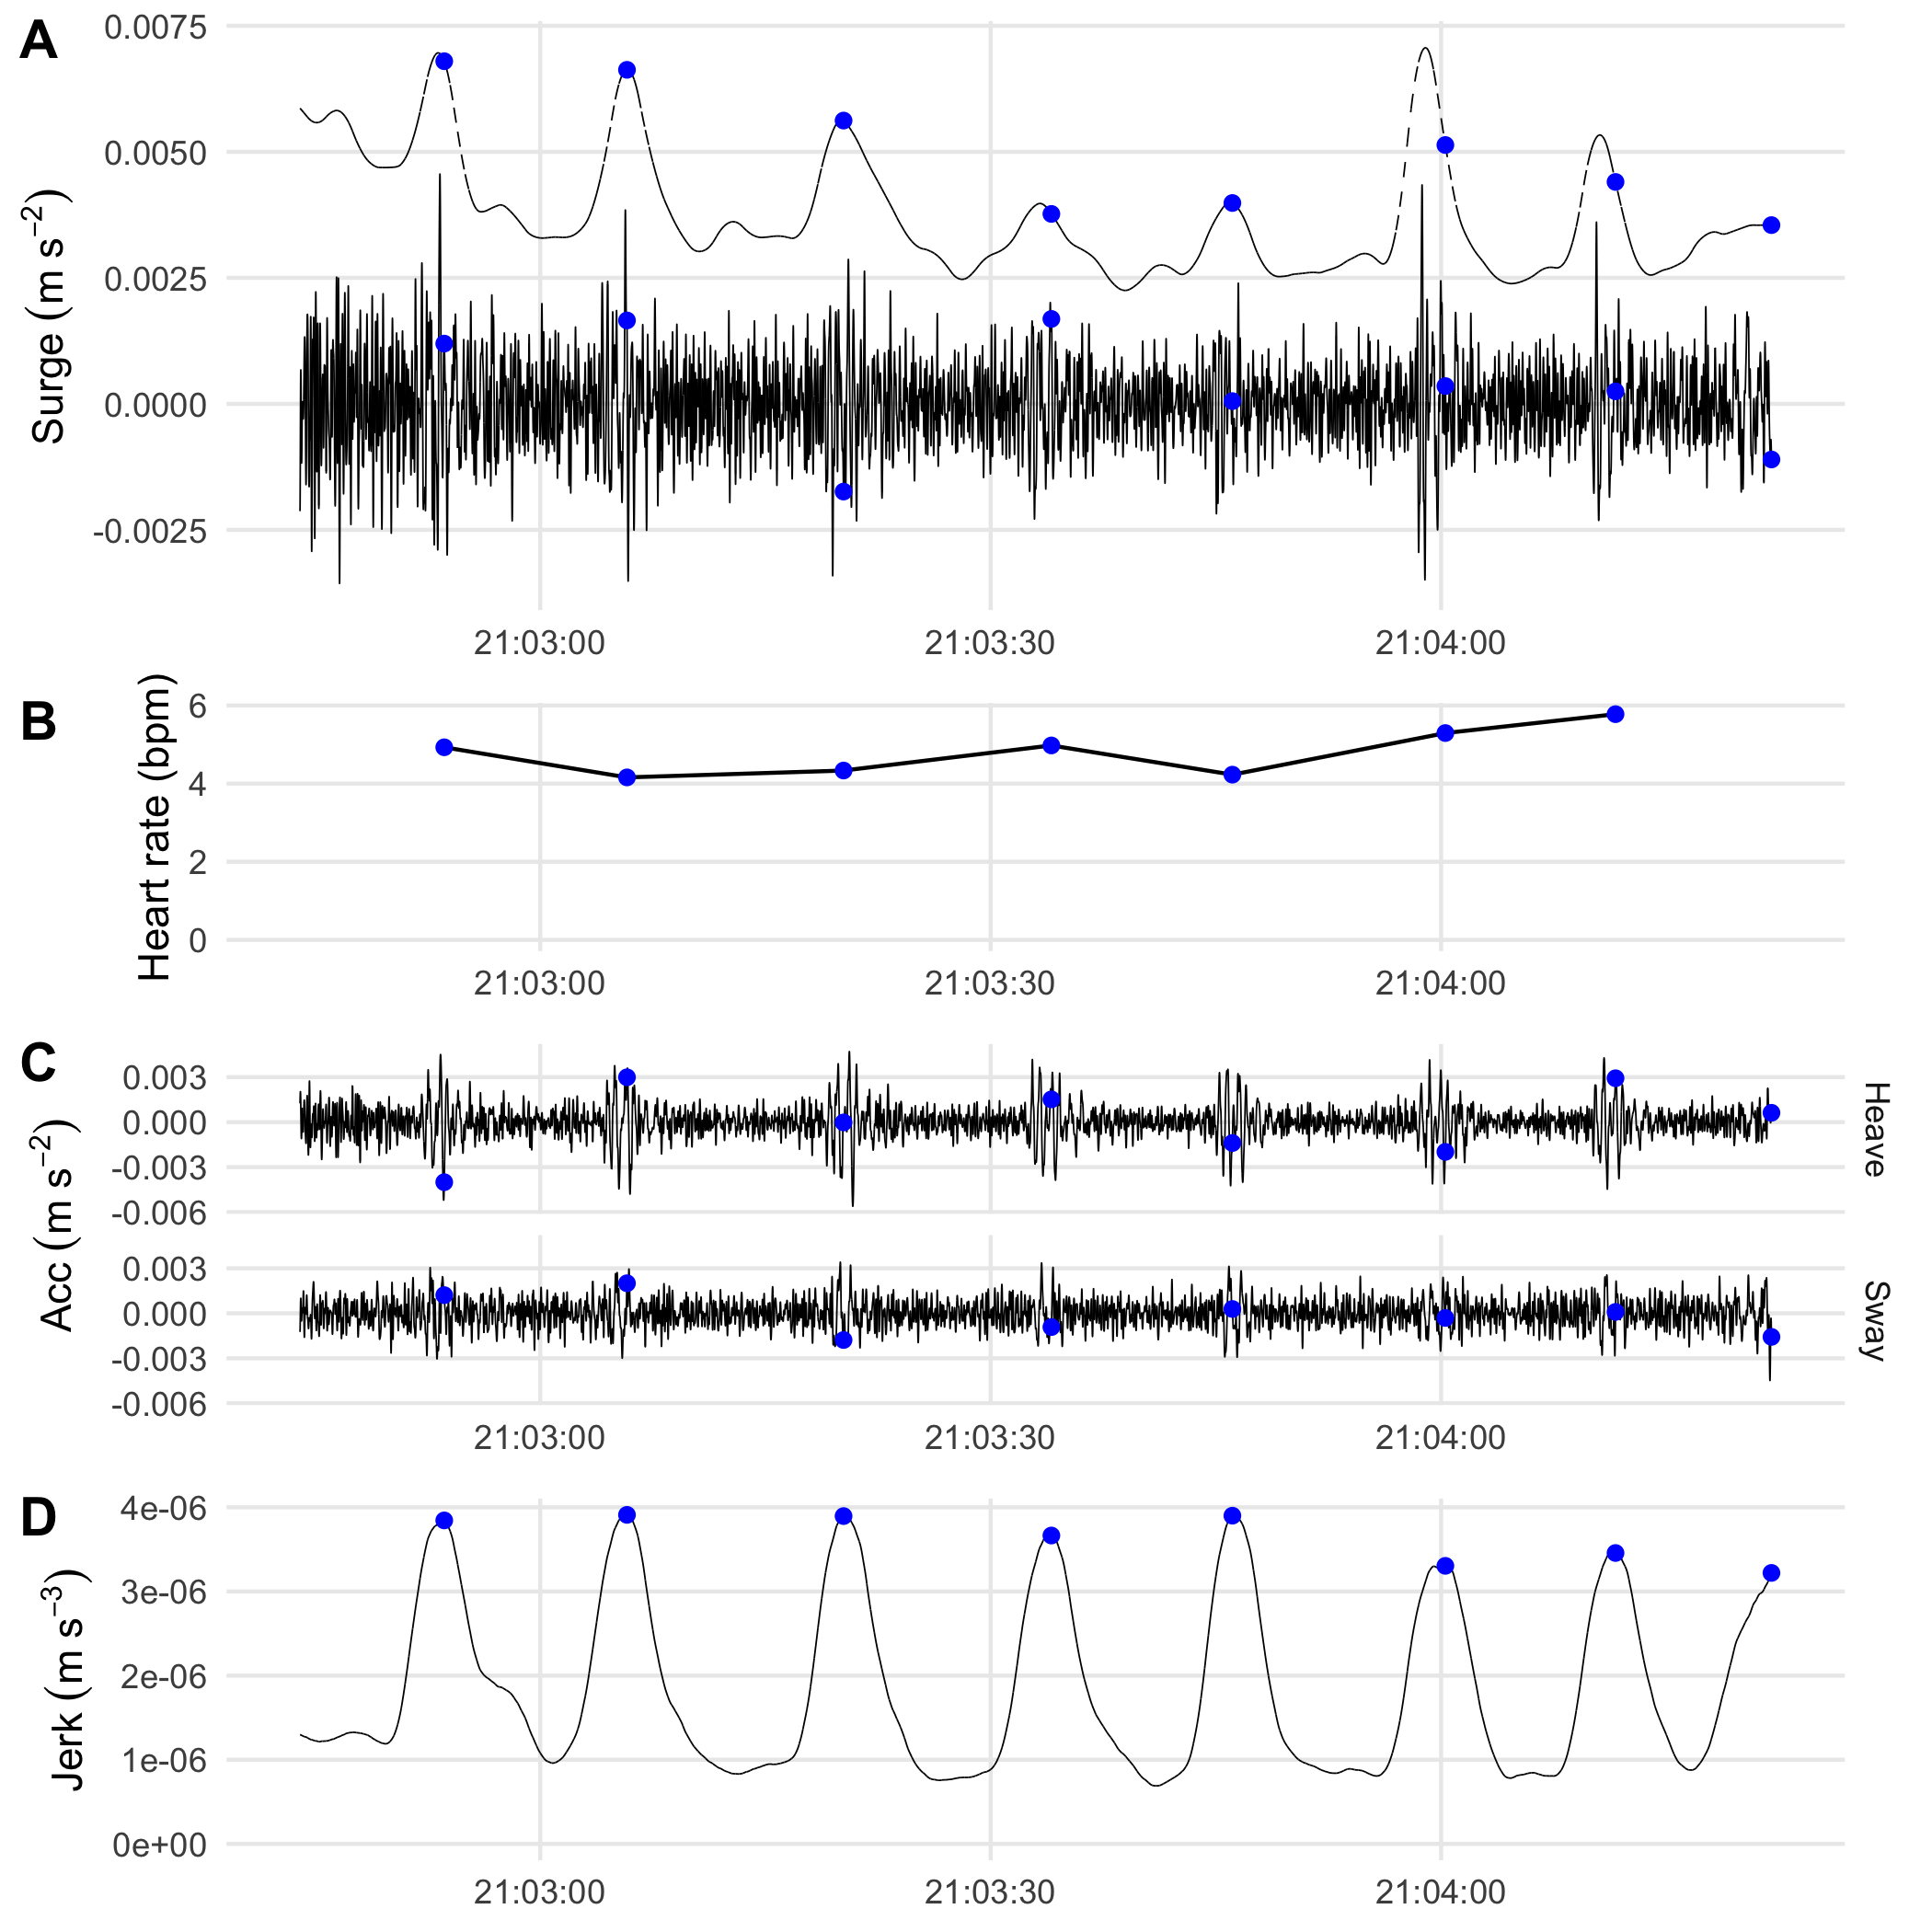 A
Surge (m s⁻²)
0.0075
0.0050
0.0025
0.0000
-0.0025
21:03:00 21:03:30 21:04:00
B
Heart rate (bpm)
6
4
2
0
21:03:00 21:03:30 21:04:00
C
Acc (m s⁻²)
0.003
0.000
-0.003
-0.006
Heave
0.003
0.000
-0.003
-0.006
Sway
21:03:00 21:03:30 21:04:00
D
Jerk (m s⁻³)
4e-06
3e-06
2e-06
1e-06
0e+00
21:03:00 21:03:30 21:04:00